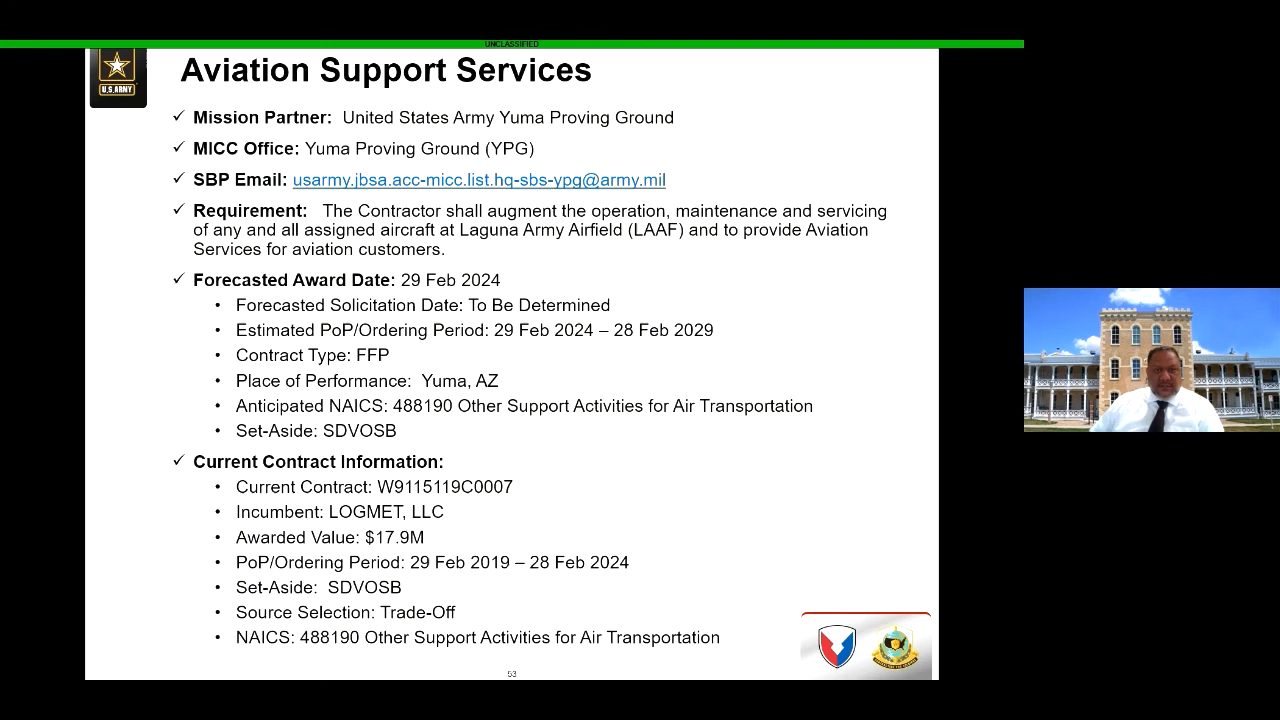 UNCLASSIFIED
U.S.ARMY
Aviation Support Services
✓ Mission Partner: United States Army Yuma Proving Ground
✓ MICC Office: Yuma Proving Ground (YPG)
✓ SBP Email: usarmy.jbsa.acc-micc.list.hq-sbs-ypg@army.mil
✓ Requirement: The Contractor shall augment the operation, maintenance and servicing
of any and all assigned aircraft at Laguna Army Airfield (LAAF) and to provide Aviation
Services for aviation customers.
✓ Forecasted Award Date: 29 Feb 2024
• Forecasted Solicitation Date: To Be Determined
• Estimated PoP/Ordering Period: 29 Feb 2024 – 28 Feb 2029
• Contract Type: FFP
• Place of Performance: Yuma, AZ
• Anticipated NAICS: 488190 Other Support Activities for Air Transportation
• Set-Aside: SDVOSB
✓ Current Contract Information:
• Current Contract: W9115119C0007
• Incumbent: LOGMET, LLC
• Awarded Value: $17.9M
• PoP/Ordering Period: 29 Feb 2019 – 28 Feb 2024
• Set-Aside: SDVOSB
• Source Selection: Trade-Off
• NAICS: 488190 Other Support Activities for Air Transportation
53